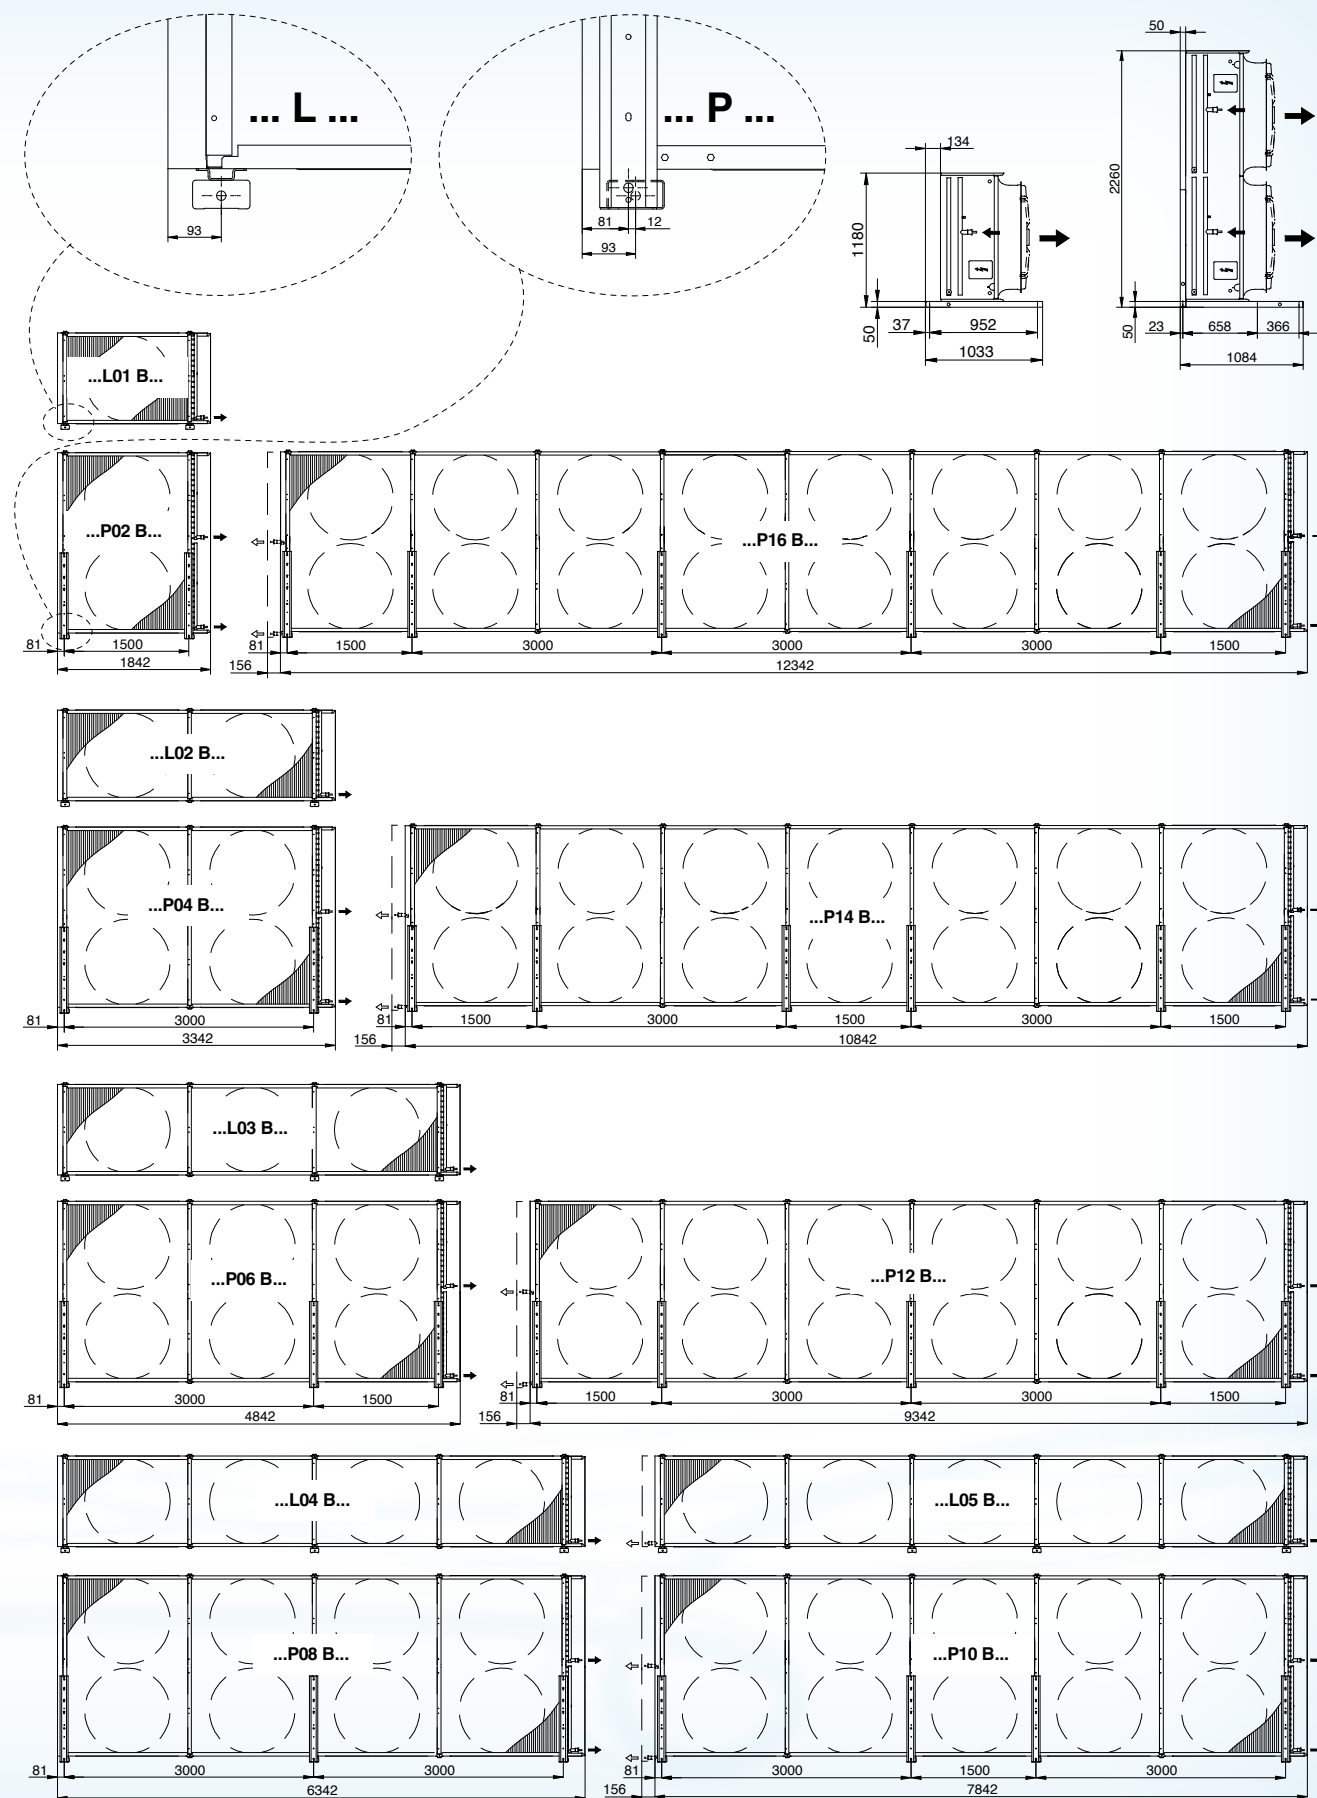 ... L ...
93
... P ...
81 12
93
134
1180
50
37 952
1033
50
2260
50
23 658 366
1084
...L01 B...
...P02 B...
81 1500
1842
...P16 B...
81 1500 3000 3000 3000 1500
156 12342
...L02 B...
...P04 B...
81 3000
3342
...P14 B...
81 1500 3000 1500 3000 1500
156 10842
...L03 B...
...P06 B...
81 3000 1500
4842
...P12 B...
81 1500 3000 3000 1500
156 9342
...L04 B...
...L05 B...
...P08 B...
81 3000 3000
6342
...P10 B...
81 3000 1500 3000
156 7842